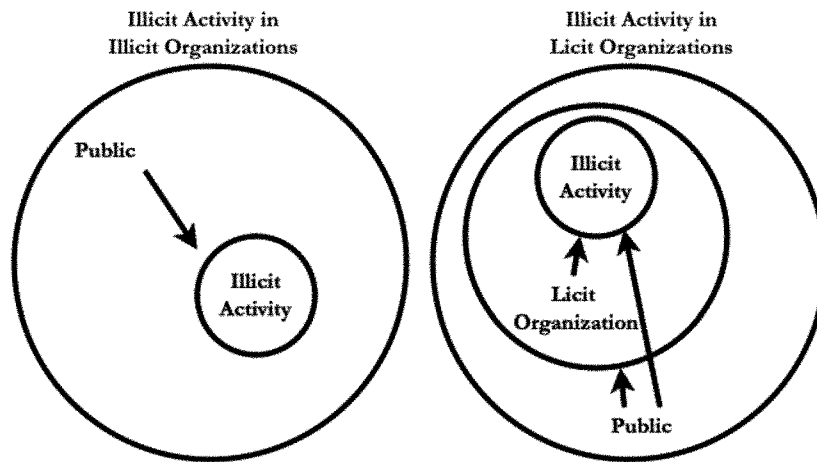 Illicit Activity in
Illicit Organizations
Public
Illicit
Activity
Illicit Activity in
Licit Organizations
Illicit
Activity
Licit
Organization
Public